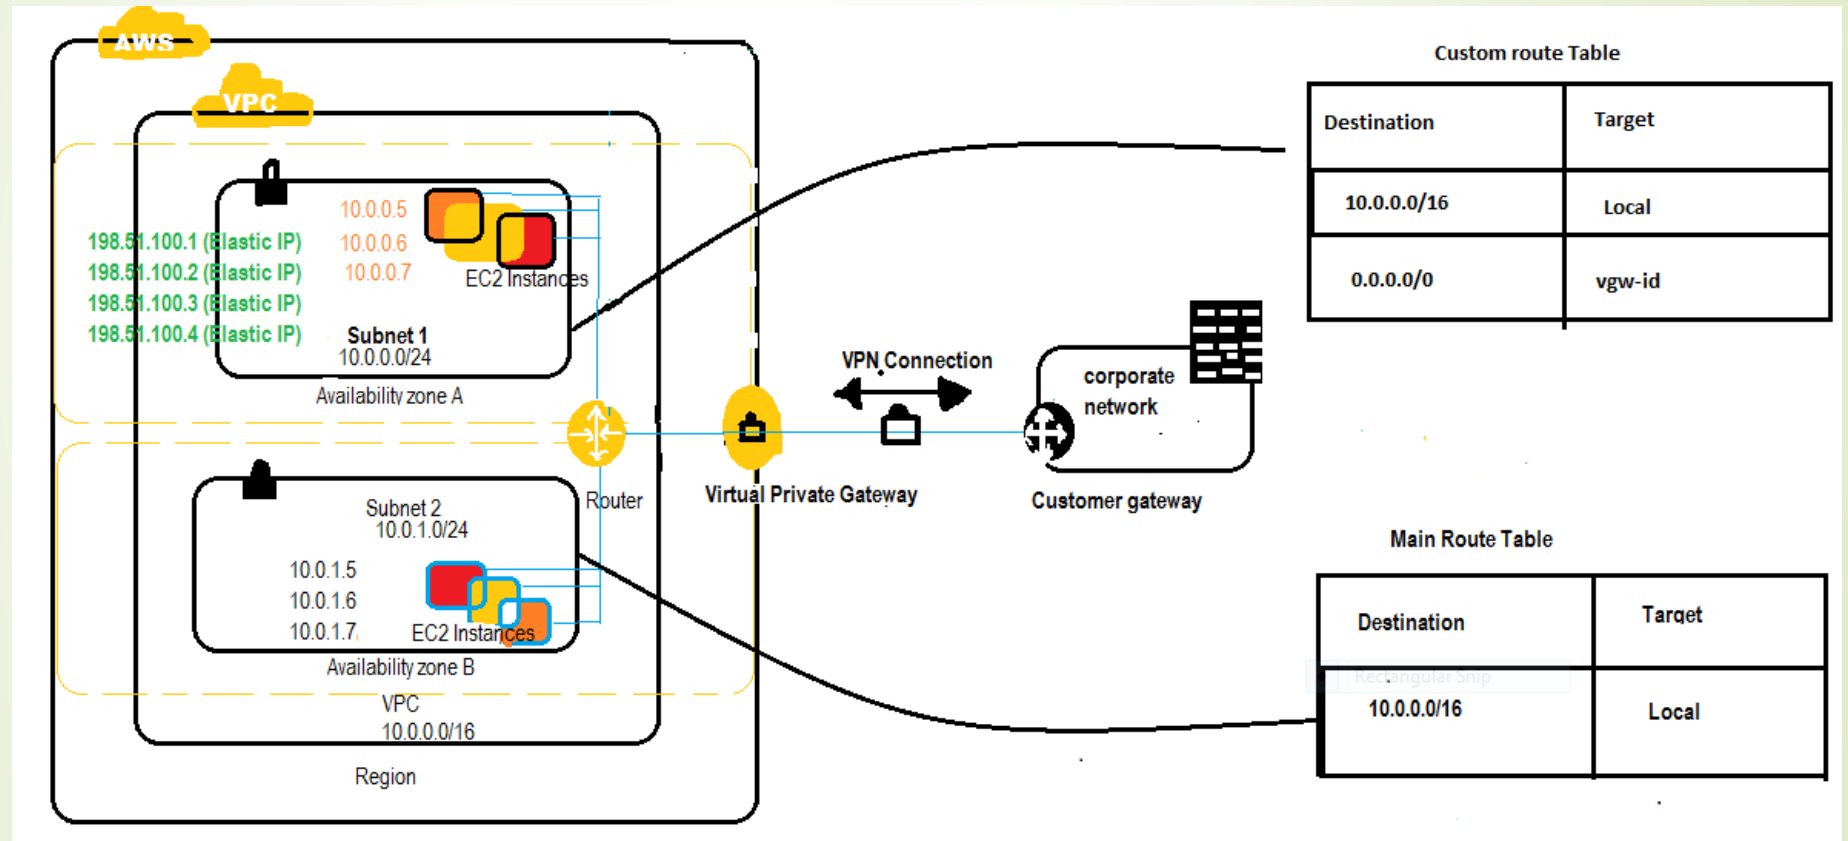 AWS
VPC
10.0.0.5
198.51.100.1 (Elastic IP)
10.0.0.6
198.51.100.2 (Elastic IP)
10.0.0.7
EC2 Instances
198.51.100.3 (Elastic IP)
198.51.100.4 (Elastic IP)
Subnet 1
10.0.0.0/24
Availability zone A
Router
Subnet 2
10.0.1.0/24
10.0.1.5
10.0.1.6
10.0.1.7
EC2 Instances
Availability zone B
VPC
10.0.0.0/16
Region
Virtual Private Gateway
VPN Connection
corporate
network
Customer gateway
Custom route Table
Destination Target
10.0.0.0/16 Local
0.0.0.0/0 vgw-id
Main Route Table
Destination Target
Rectangular Snip
10.0.0.0/16 Local